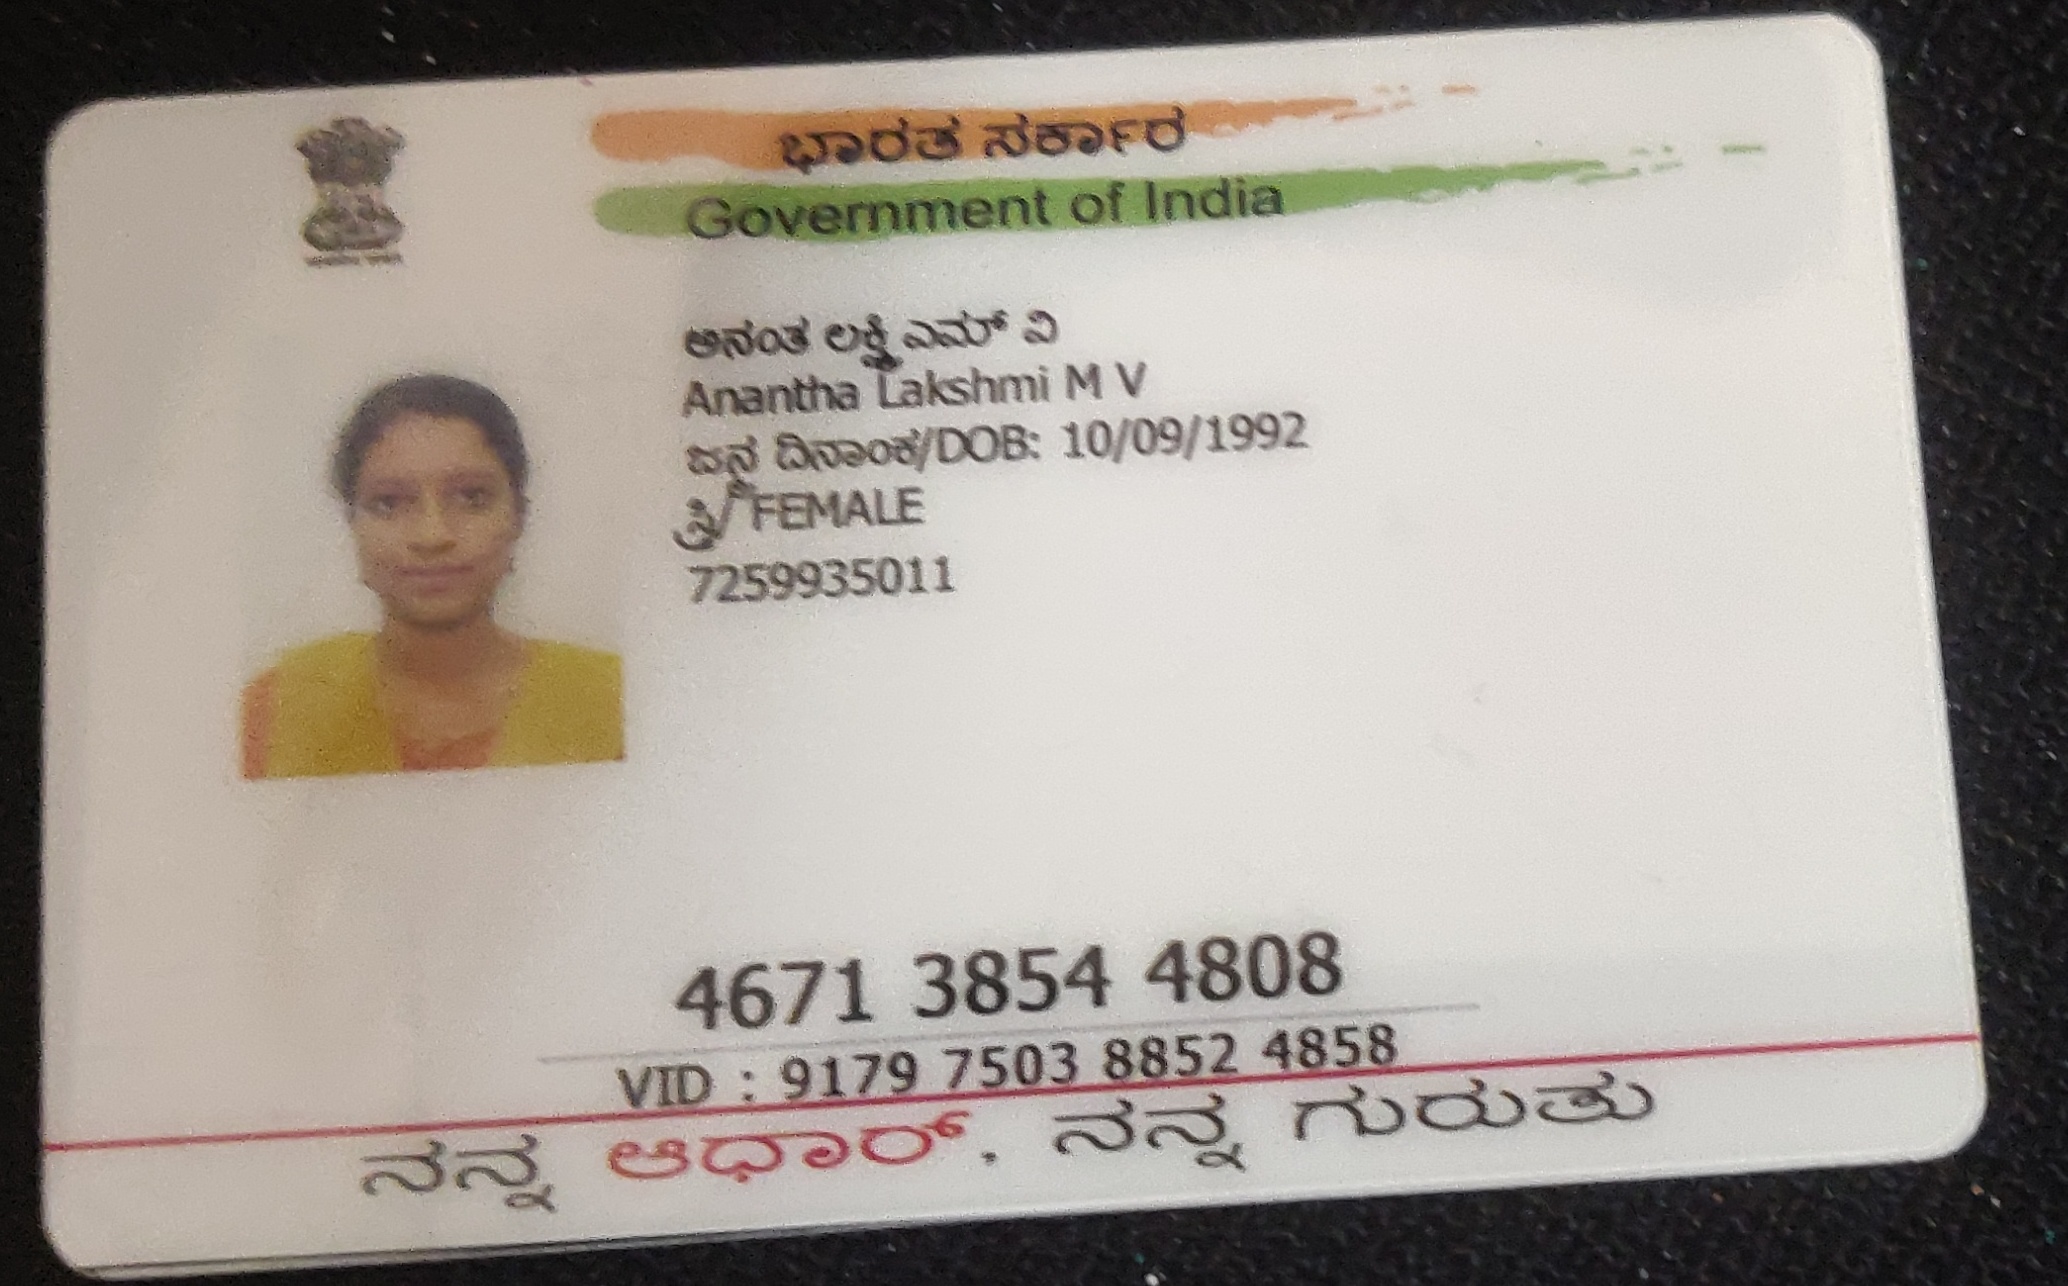 ಭಾರತ ಸರ್ಕಾರ
Government of India
ಅನಂತ ಲಕ್ಷ್ಮಿ ಎಮ್ ವಿ
Anantha Lakshmi M V
ಜನ್ಮ ದಿನಾಂಕ/DOB: 10/09/1992
ಸ್ತ್ರೀ/ FEMALE
7259935011
4671 3854 4808
VID : 9179 7503 8852 4858
ನನ್ನ ಆಧಾರ್, ನನ್ನ ಗುರುತು